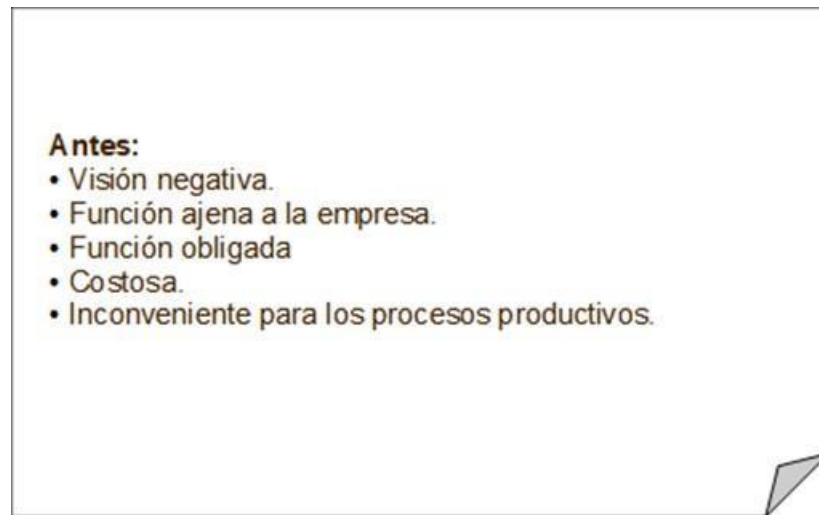 Antes:
• Visión negativa.
• Función ajena a la empresa.
• Función obligada
• Costosa.
• Inconveniente para los procesos productivos.